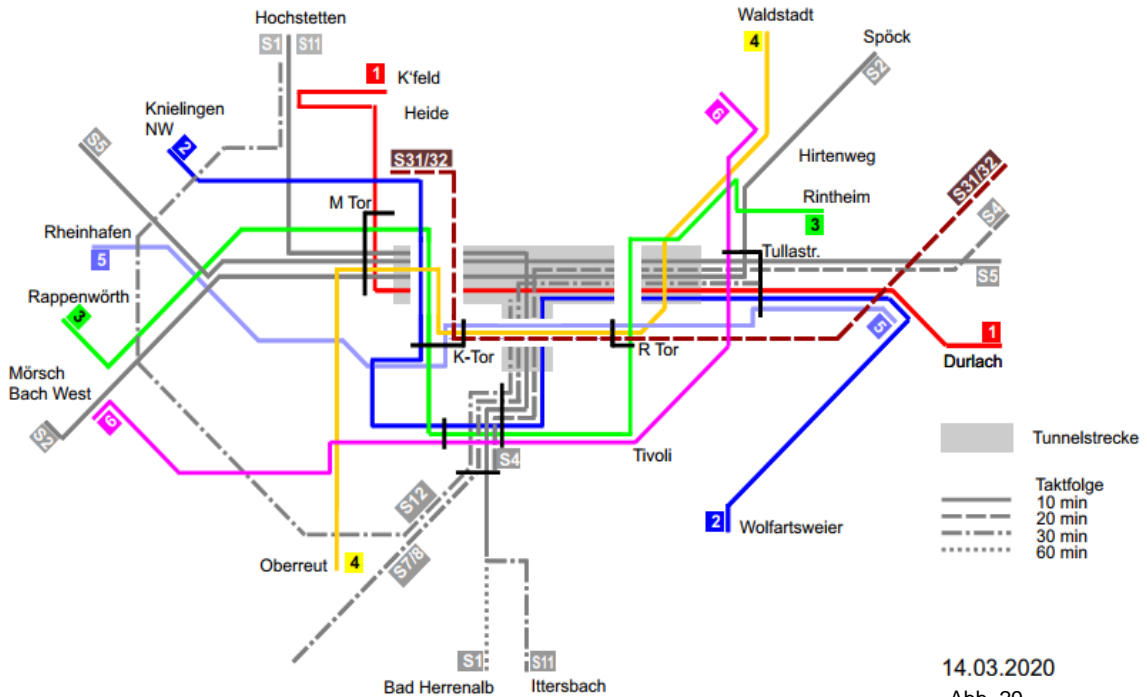 Hochstetten
S1
S11
1
K'feld
Heide
Waldstadt
4
Spöck
S2
6
Knielingen
NW
2
S5
S31/32
Hirtenweg
S31/32
M Tor
Rintheim
3
S4
Rheinhafen
5
Tullastr.
S5
Rappenwörth
3
5
1
K-Tor
R Tor
Durlach
Mörsch
Bach West
6
S2
Tivoli
S4
Tunnelstrecke
S12
Taktfolge
10 min
20 min
30 min
60 min
2
Wolfartsweier
Oberreut
4
S7/8
S1
S11
Bad Herrenalb
Ittersbach
14.03.2020